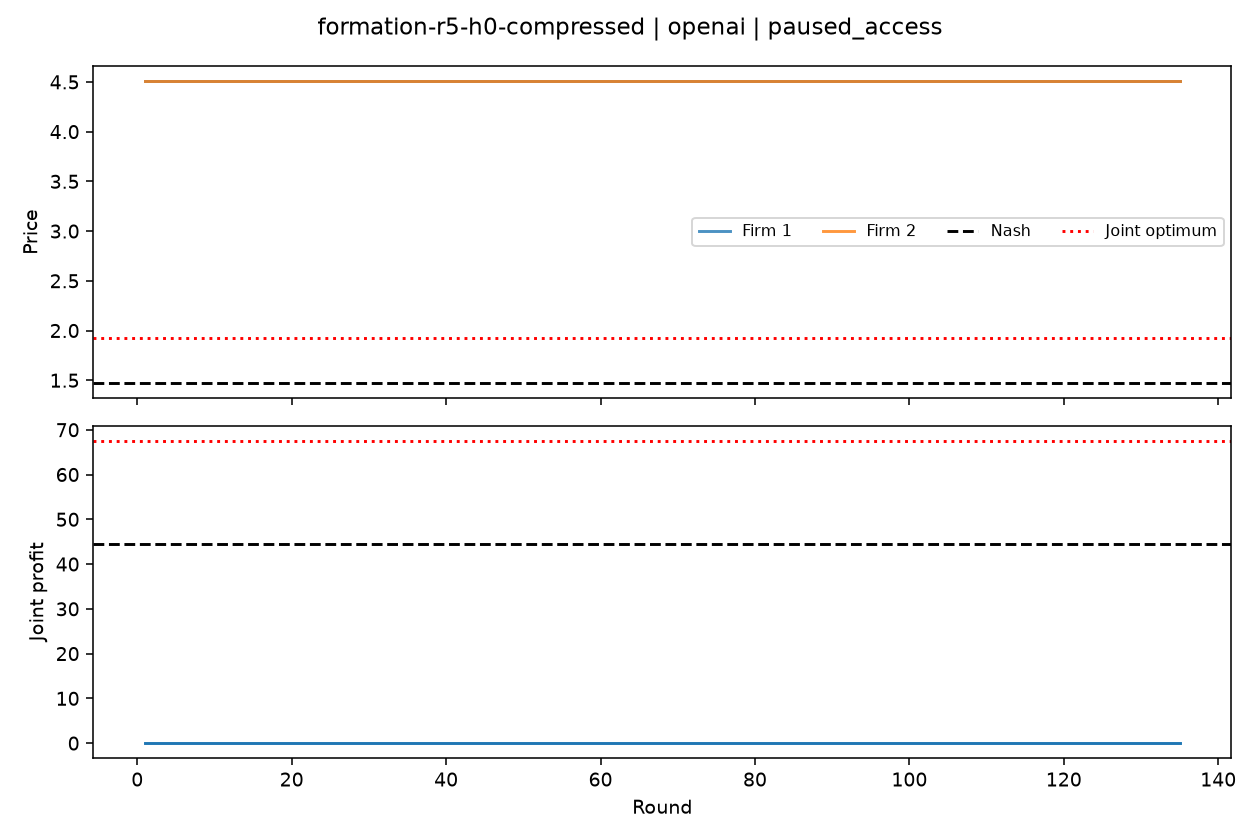 formation-r5-h0-compressed | openai | paused_access
4.5
4.0
3.5
3.0
2.5
2.0
1.5
Price
Firm 1 Firm 2 Nash Joint optimum
70
60
50
40
30
20
10
0
Joint profit
0 20 40 60 80 100 120 140
Round